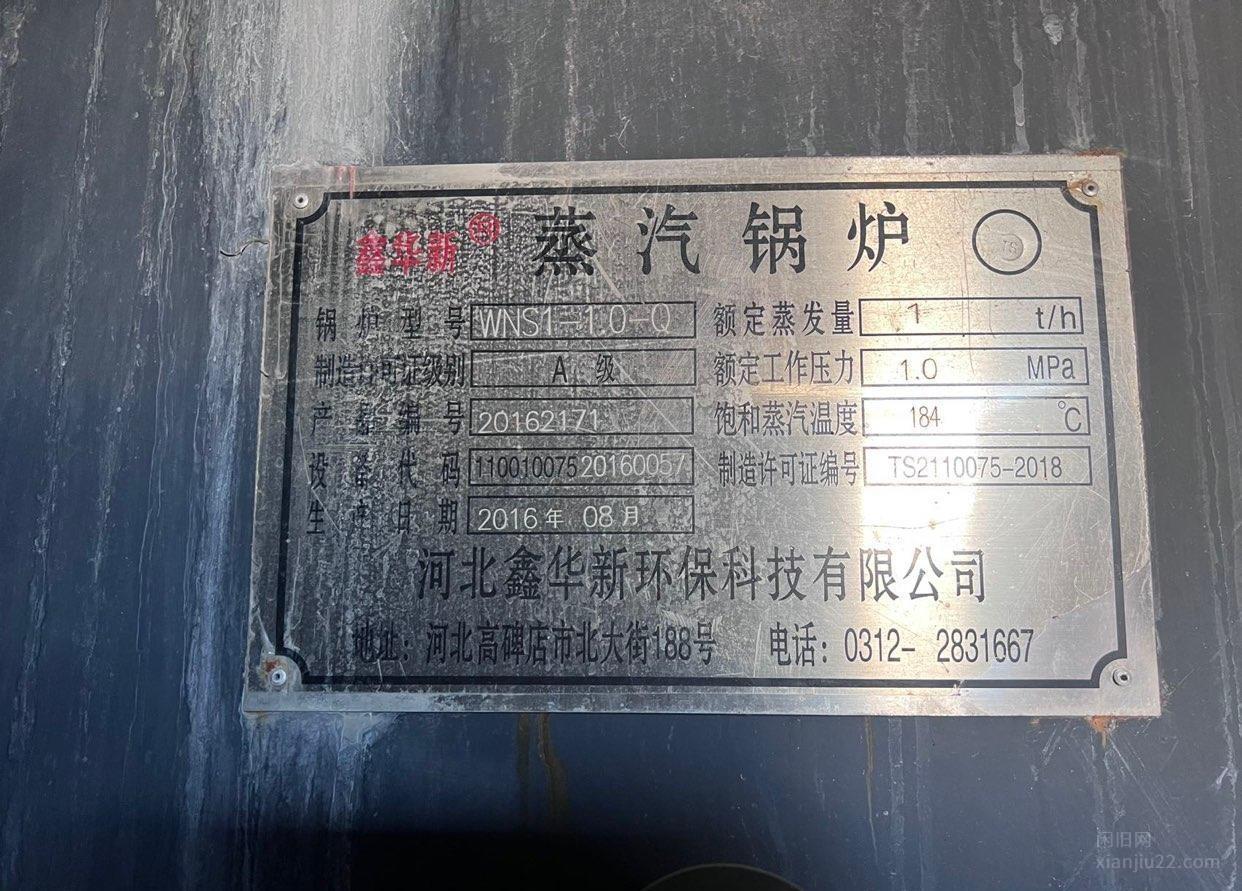 鑫华新 蒸汽锅炉 TS
锅炉型号 WNS1-1.0-Q 额定蒸发量 1 t/h
制造许可证级别 A 级 额定工作压力 1.0 MPa
产品编号 20162171 饱和蒸汽温度 184 ℃
设备代码 11001007520160057 制造许可证编号 TS2110075-2018
生产日期 2016年 08月
河北鑫华新环保科技有限公司
地址：河北高碑店市北大街188号 电话：0312- 2831667
闲旧网
xianjiu22.com